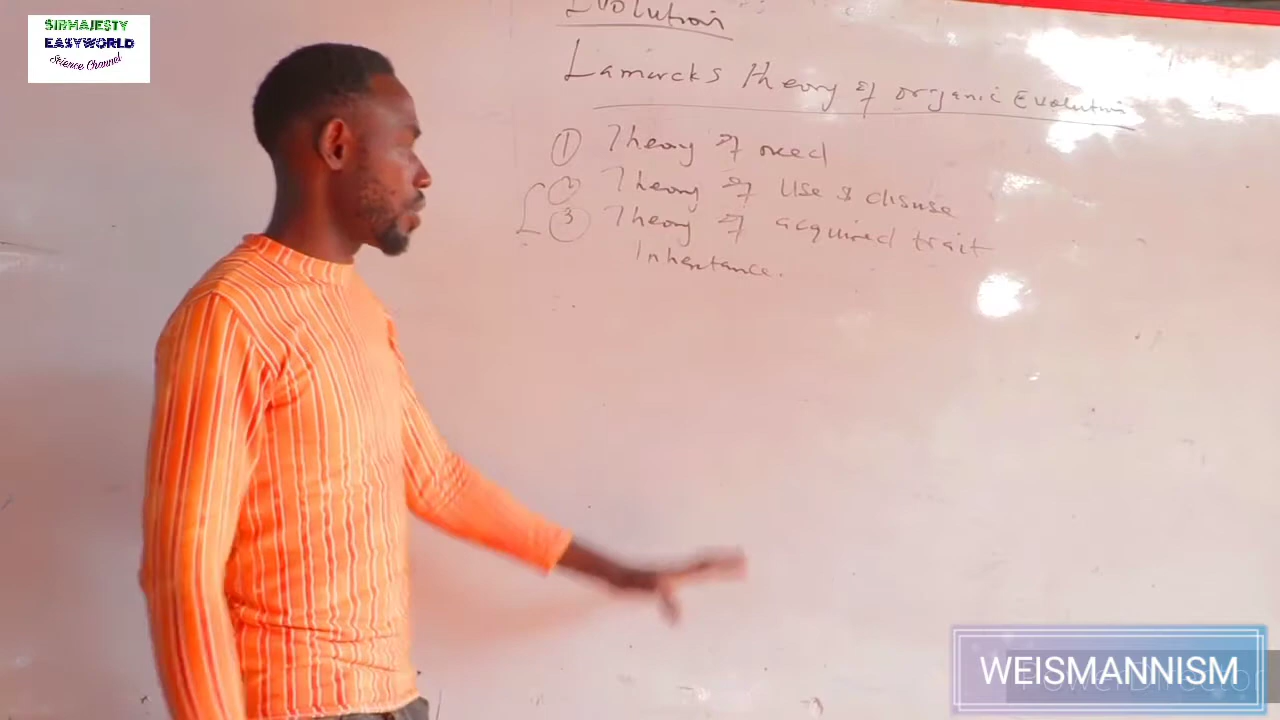 SIRMAJESTY
EASYWORLD
Science Channel
Evolution
Lamarcks theory of organic Evolution
① Theory of need
② Theory of Use & disuse
③ Theory of acquired trait
Inheritance.
WEISMANNISM
PowerDirector